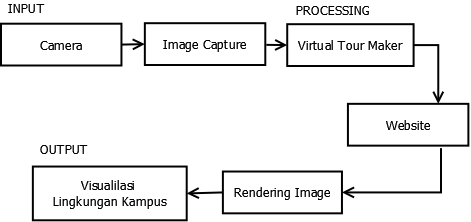 INPUT
PROCESSING
Camera
Image Capture
Virtual Tour Maker
Website
OUTPUT
Visualilasi
Lingkungan Kampus
Rendering Image